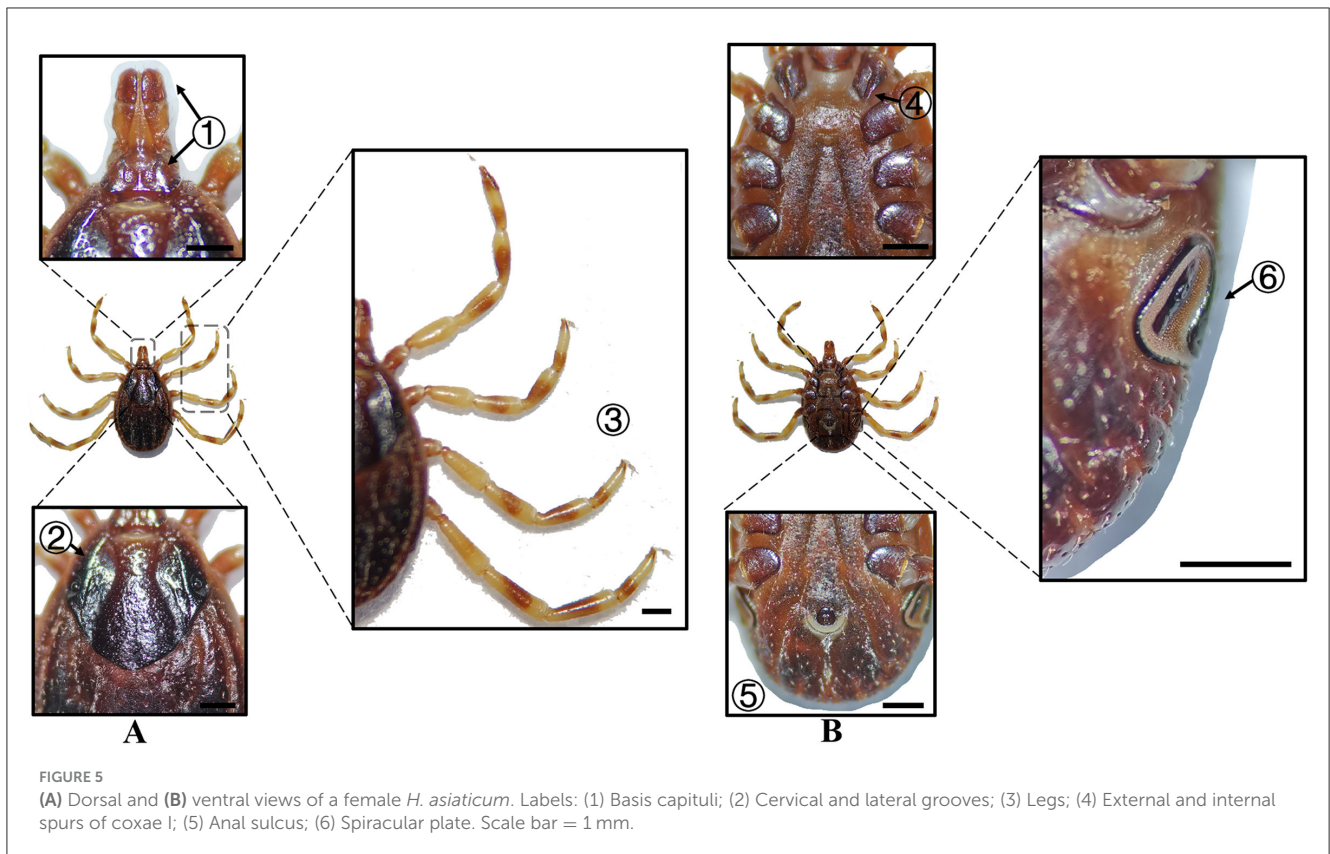 ①
②
③
④
⑤
⑥
A
B
FIGURE 5
(A) Dorsal and (B) ventral views of a female H. asiaticum. Labels: (1) Basis capituli; (2) Cervical and lateral grooves; (3) Legs; (4) External and internal
spurs of coxae I; (5) Anal sulcus; (6) Spiracular plate. Scale bar = 1 mm.